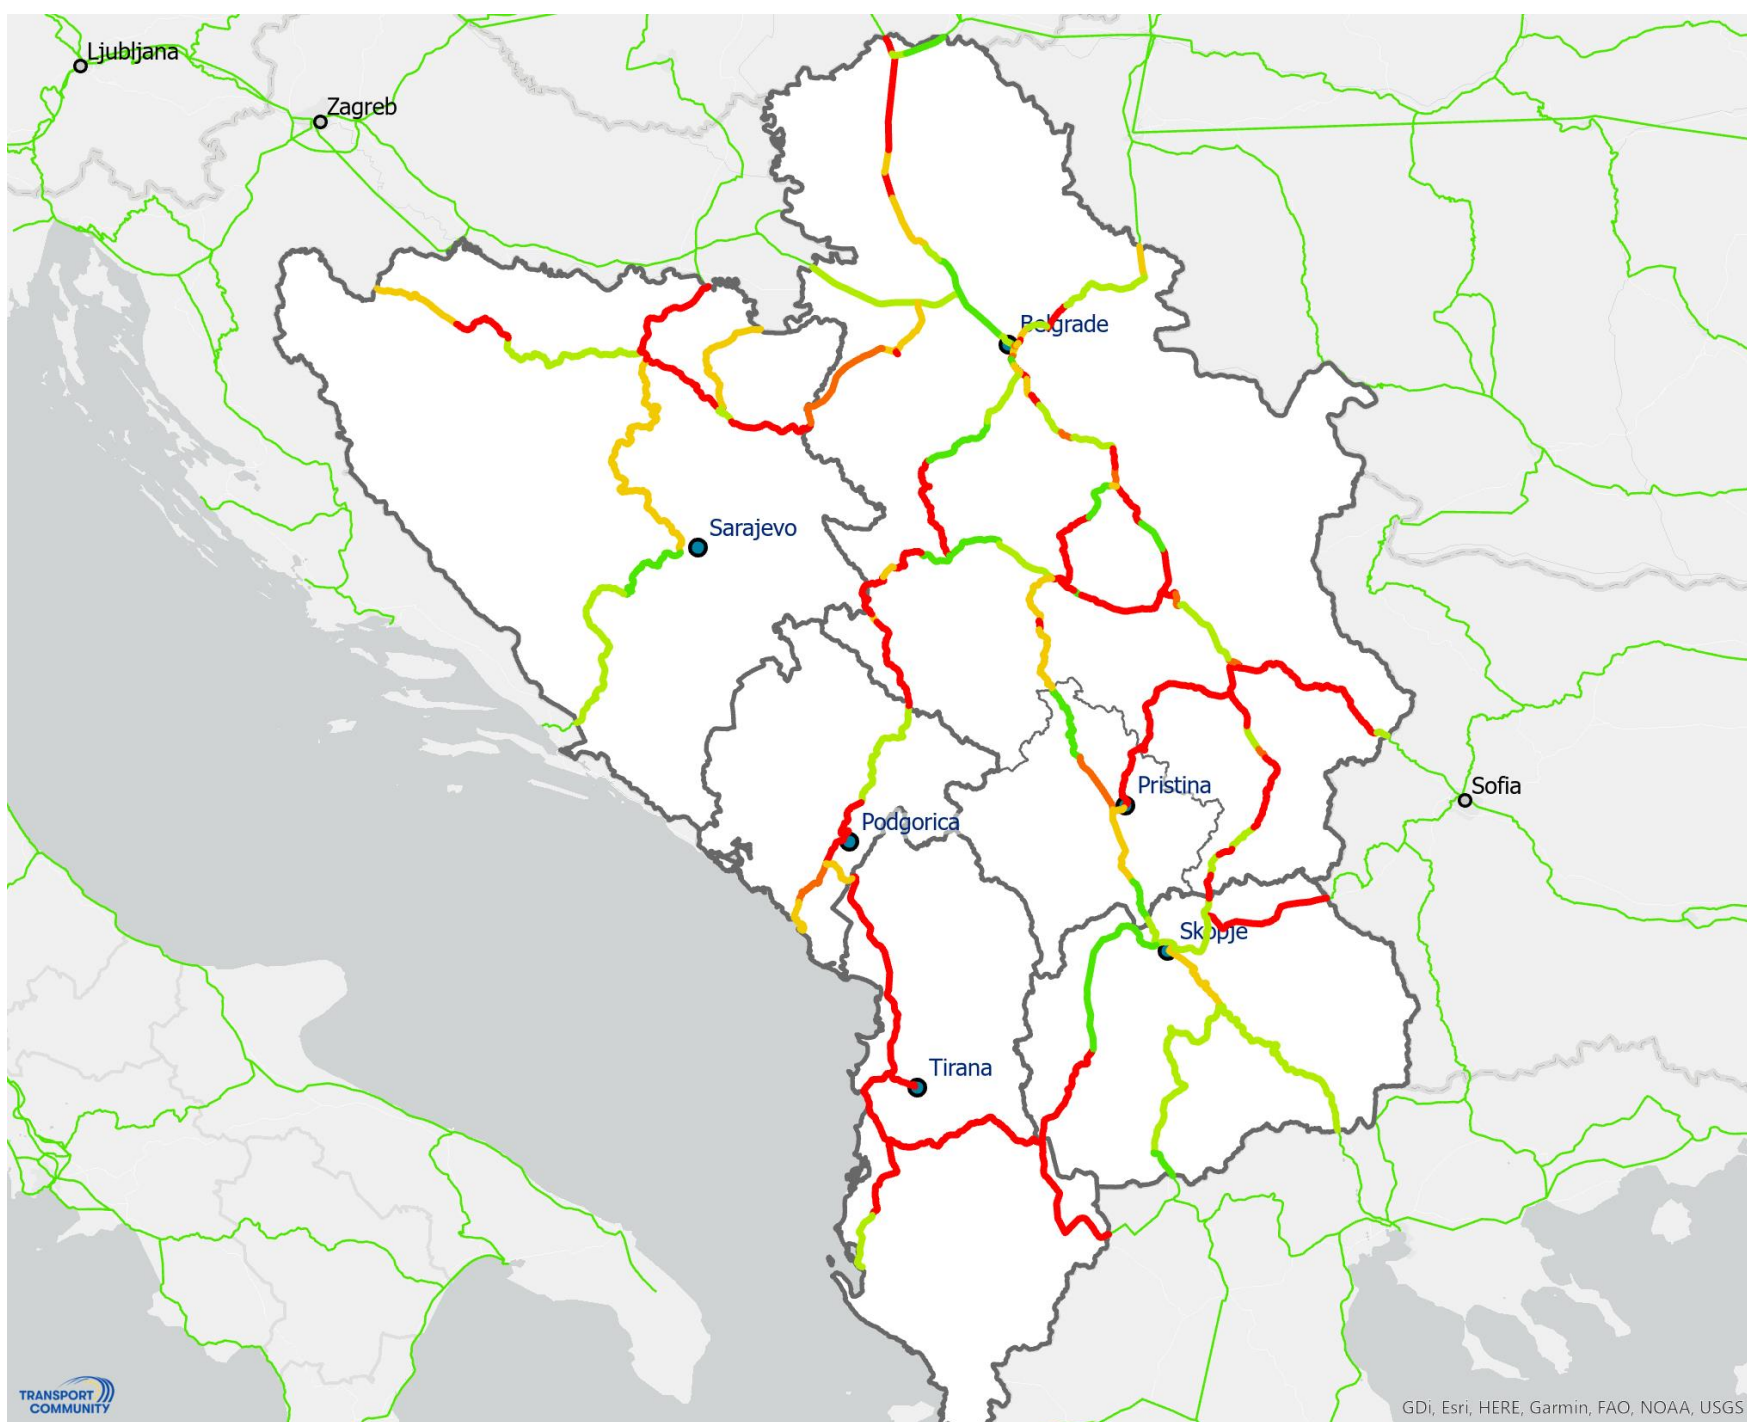 Ljubljana
Zagreb
Belgrade
Sarajevo
Pristina
Sofia
Podgorica
Skopje
Tirana
TRANSPORT
COMMUNITY
GDi, Esri, HERE, Garmin, FAO, NOAA, USGS